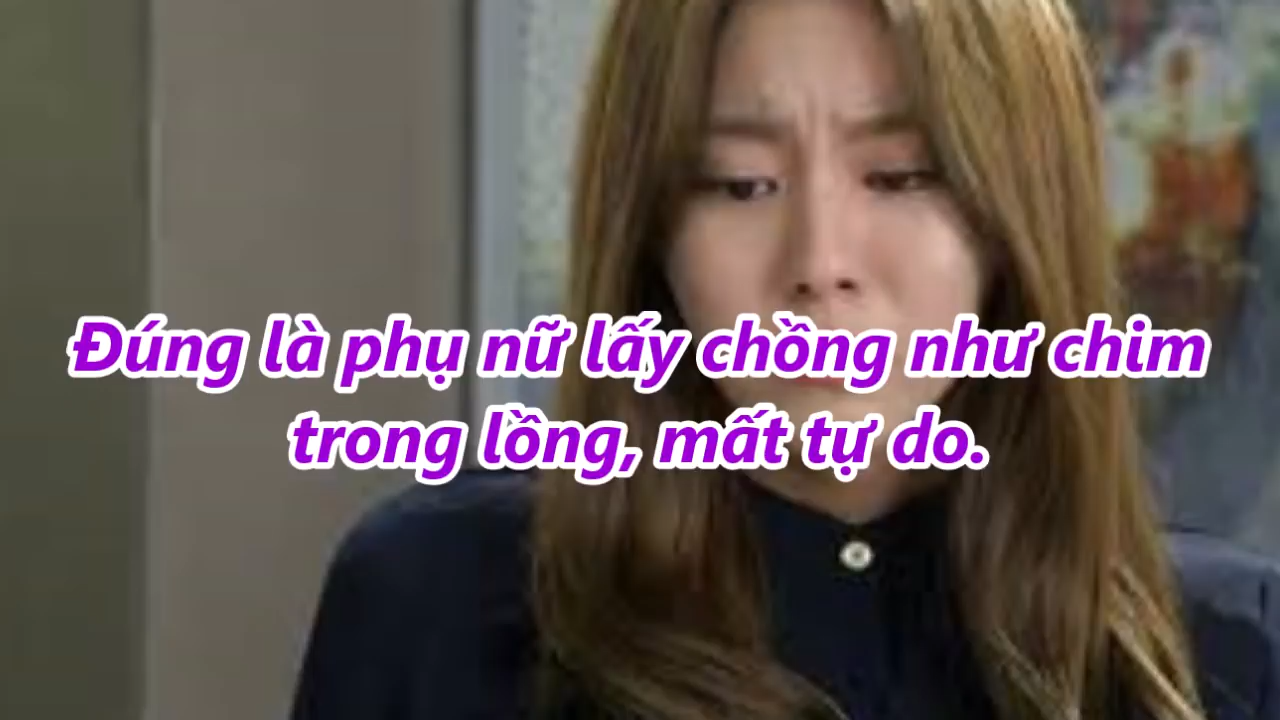 Đúng là phụ nữ lấy chồng như chim
trong lồng, mất tự do.